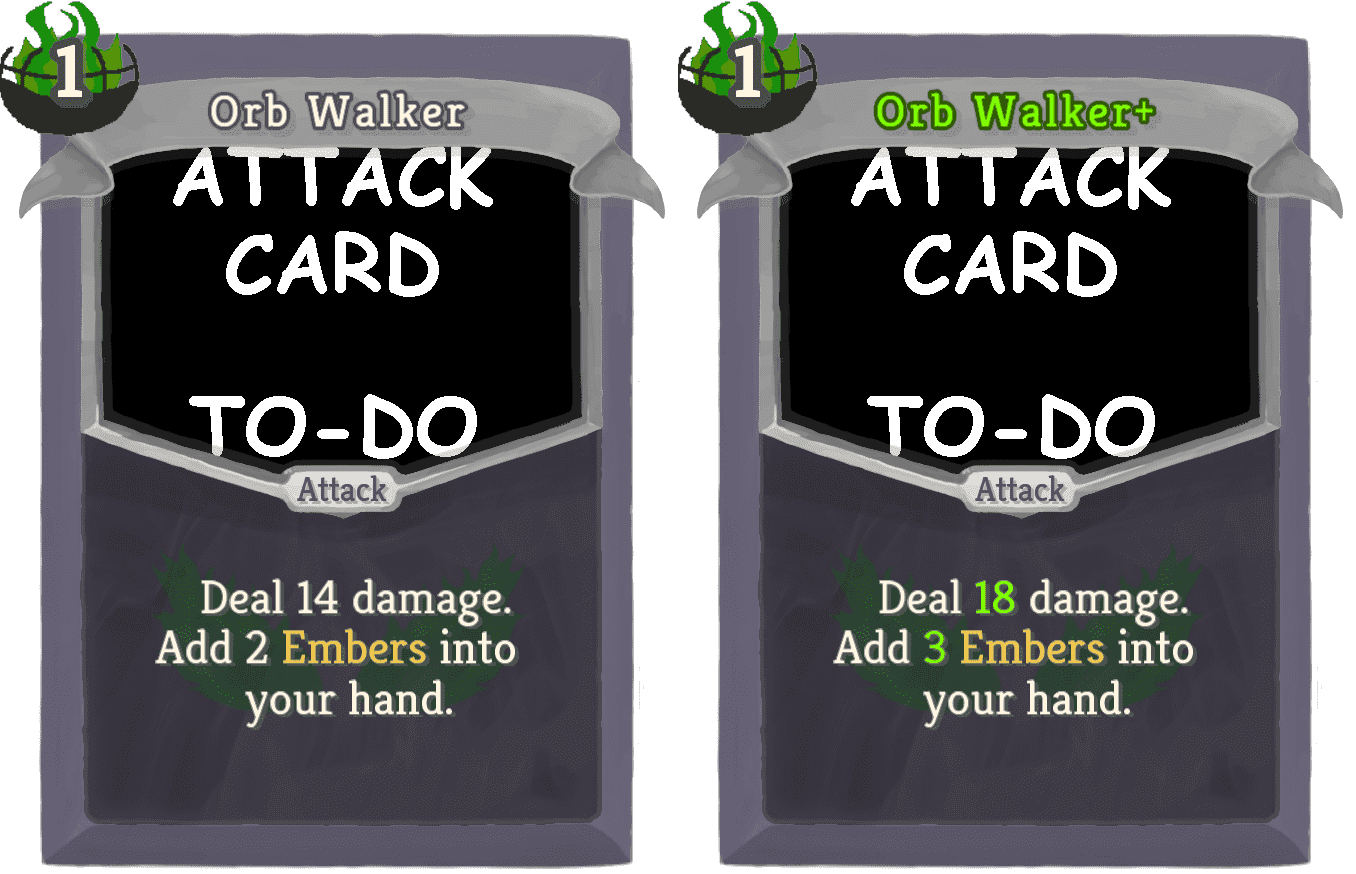 1
Orb Walker
ATTACK
CARD
TO-DO
Attack
Deal 14 damage.
Add 2 Embers into
your hand.
1
Orb Walker+
ATTACK
CARD
TO-DO
Attack
Deal 18 damage.
Add 3 Embers into
your hand.